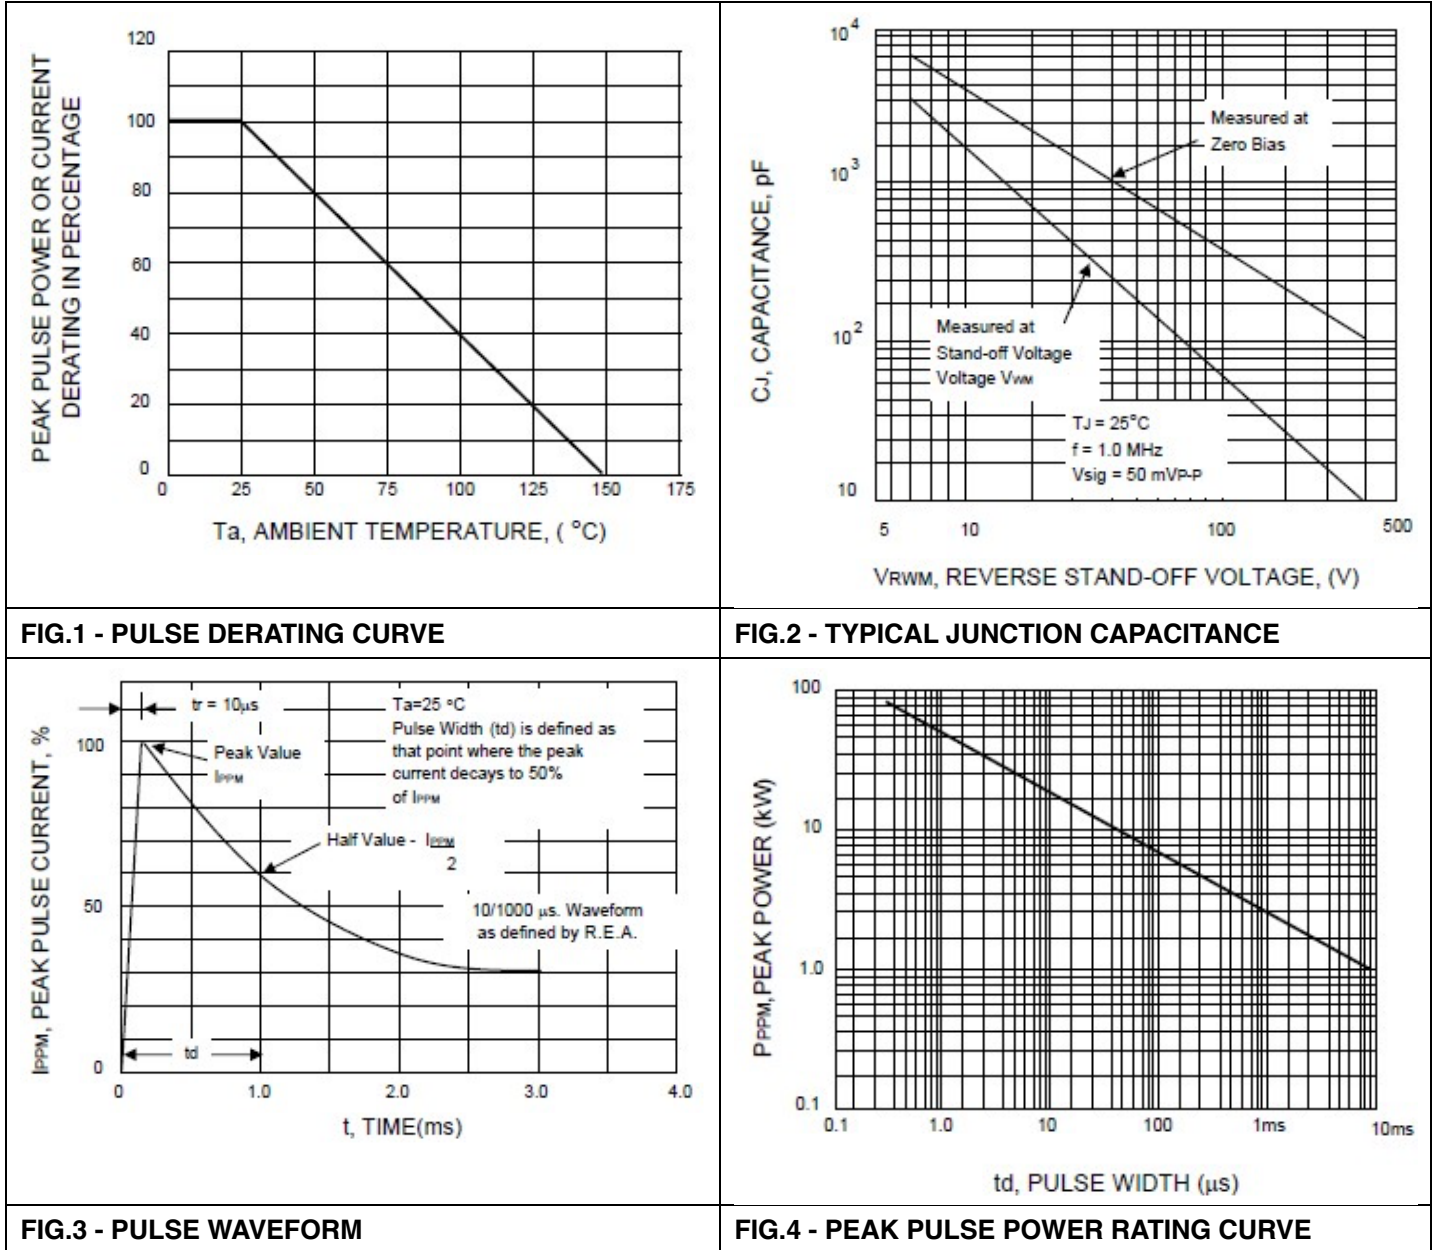 120
100
80
60
40
20
0
0 25 50 75 100 125 150 175
PEAK PULSE POWER OR CURRENT
DERATING IN PERCENTAGE
Ta, AMBIENT TEMPERATURE, ( °C)
FIG.1 - PULSE DERATING CURVE
10⁴
10³
10²
10
5 10 100 500
CJ, CAPACITANCE, pF
Measured at
Zero Bias
Measured at
Stand-off Voltage
Voltage VWM
TJ = 25°C
f = 1.0 MHz
Vsig = 50 mVP-P
VRWM, REVERSE STAND-OFF VOLTAGE, (V)
FIG.2 - TYPICAL JUNCTION CAPACITANCE
IPPM, PEAK PULSE CURRENT, %
100
50
0
tr = 10µs
Peak Value
IPPM
Ta=25 °C
Pulse Width (td) is defined as
that point where the peak
current decays to 50%
of IPPM
Half Value - IPPM
2
10/1000 µs. Waveform
as defined by R.E.A.
td
0 1.0 2.0 3.0 4.0
t, TIME(ms)
FIG.3 - PULSE WAVEFORM
PPPM, PEAK POWER (kW)
100
10
1.0
0.1
0.1 1.0 10 100 1ms 10ms
td, PULSE WIDTH (µs)
FIG.4 - PEAK PULSE POWER RATING CURVE